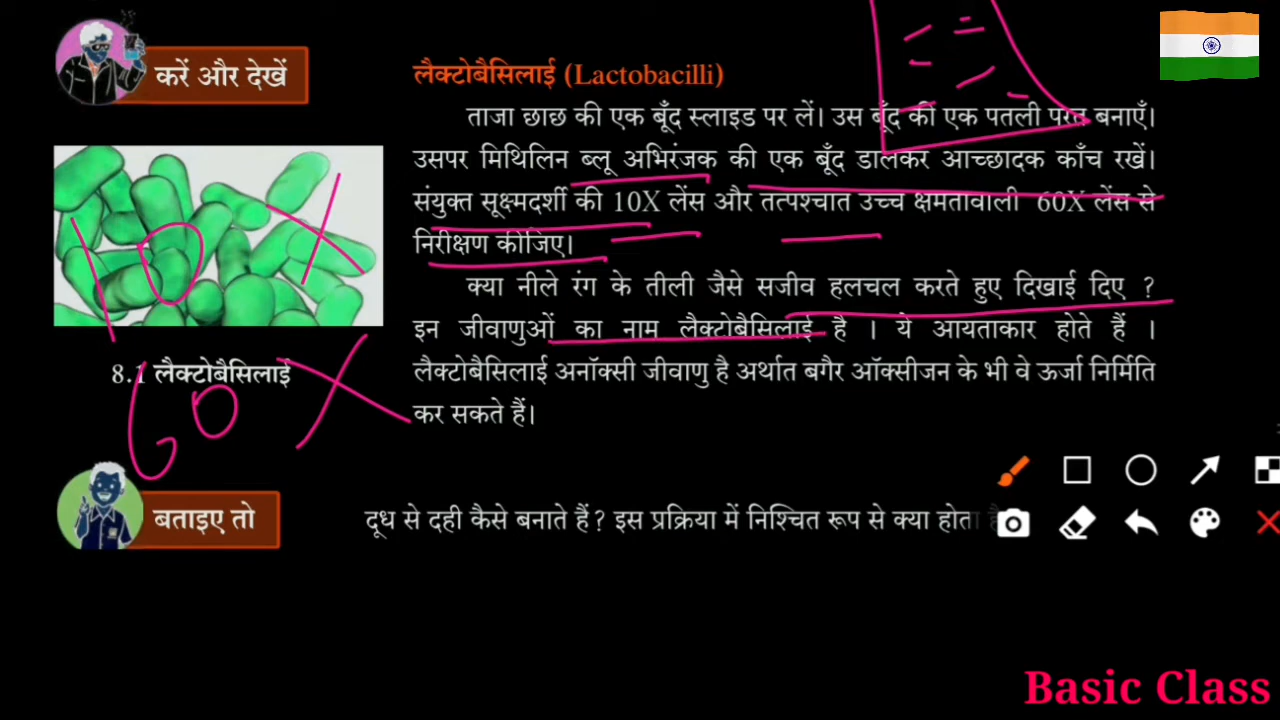 करें और देखें
लैक्टोबैसिलाई (Lactobacilli)
ताजा छाछ की एक बूँद स्लाइड पर लें। उस बूँद की एक पतली परत बनाएँ।
उसपर मिथिलिन ब्लू अभिरंजक की एक बूँद डालकर आच्छादक काँच रखें।
संयुक्त सूक्ष्मदर्शी की 10X लेंस और तत्पश्चात उच्च क्षमतावाली 60X लेंस से
निरीक्षण कीजिए।
क्या नीले रंग के तीली जैसे सजीव हलचल करते हुए दिखाई दिए ?
इन जीवाणुओं का नाम लैक्टोबैसिलाई है । ये आयताकार होते हैं ।
लैक्टोबैसिलाई अनॉक्सी जीवाणु है अर्थात बगैर ऑक्सीजन के भी वे ऊर्जा निर्मिति
कर सकते हैं।
10X
8.1 लैक्टोबैसिलाई
60X
बताइए तो
दूध से दही कैसे बनाते हैं? इस प्रक्रिया में निश्चित रूप से क्या होता
Basic Class